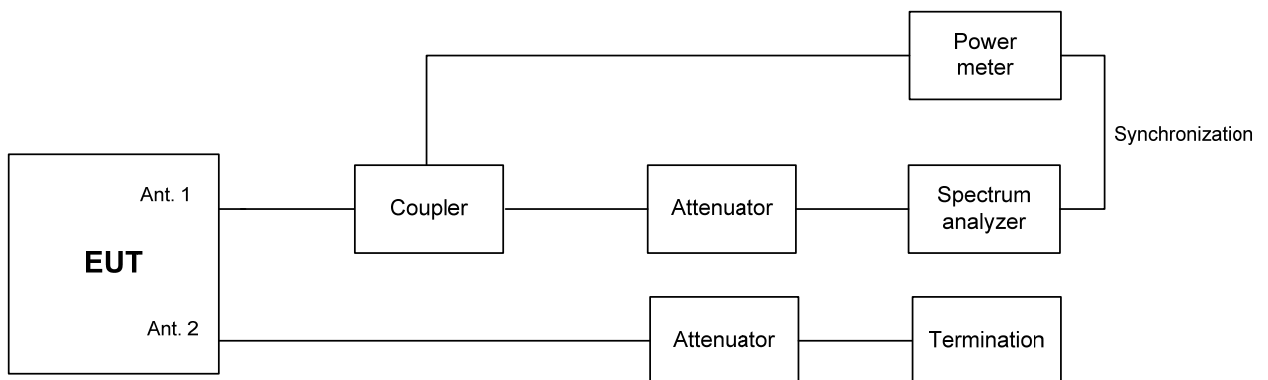 Power
meter
Synchronization
Ant. 1
Coupler
Attenuator
Spectrum
analyzer
EUT
Ant. 2
Attenuator
Termination